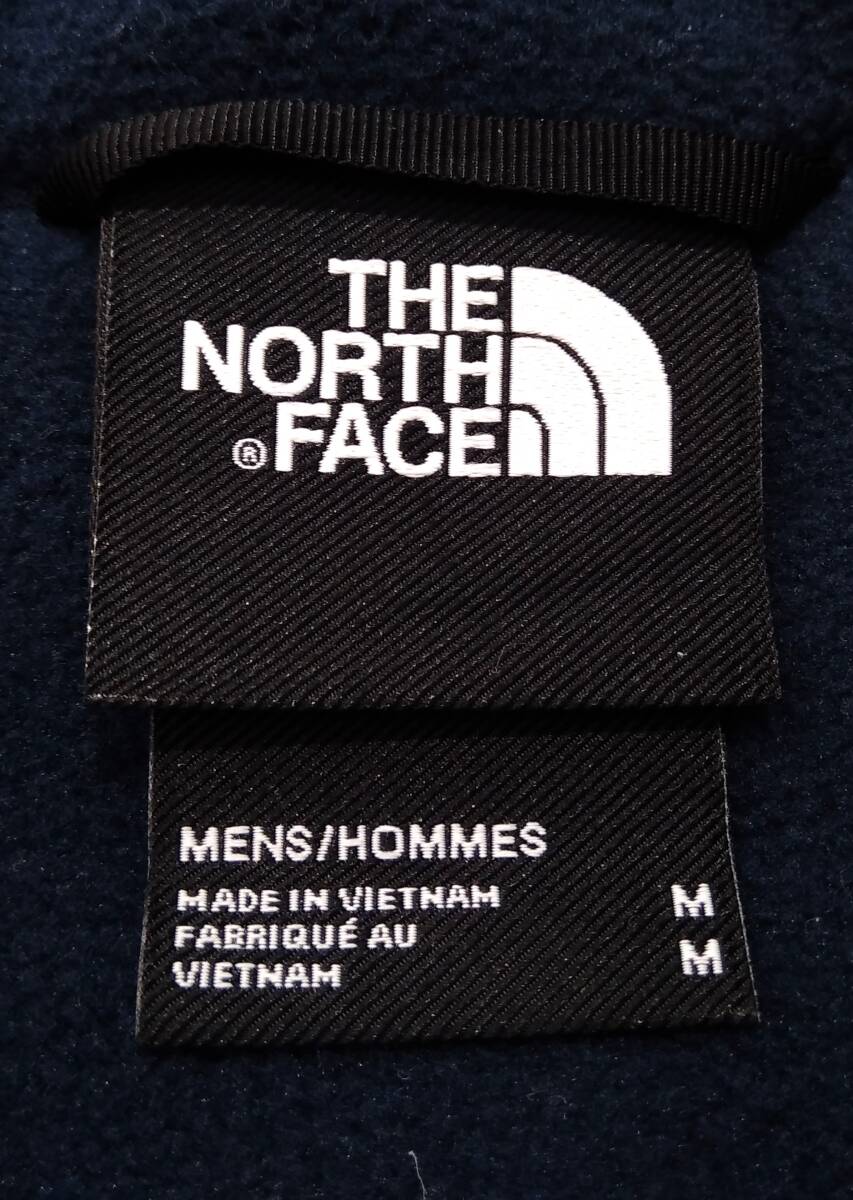 THE
NORTH
® FACE
MENS/HOMMES
MADE IN VIETNAM M
FABRIQUÉ AU M
VIETNAM